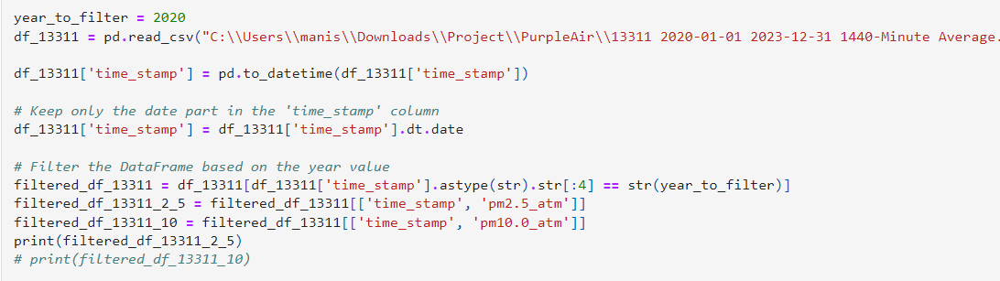 year_to_filter = 2020
df_13311 = pd.read_csv("C:\\Users\\manis\\Downloads\\Project\\PurpleAir\\13311 2020-01-01 2023-12-31 1440-Minute Average.
df_13311['time_stamp'] = pd.to_datetime(df_13311['time_stamp'])
# Keep only the date part in the 'time_stamp' column
df_13311['time_stamp'] = df_13311['time_stamp'].dt.date
# Filter the DataFrame based on the year value
filtered_df_13311 = df_13311[df_13311['time_stamp'].astype(str).str[:4] == str(year_to_filter)]
filtered_df_13311_2_5 = filtered_df_13311[['time_stamp', 'pm2.5_atm']]
filtered_df_13311_10 = filtered_df_13311[['time_stamp', 'pm10.0_atm']]
print(filtered_df_13311_2_5)
# print(filtered_df_13311_10)